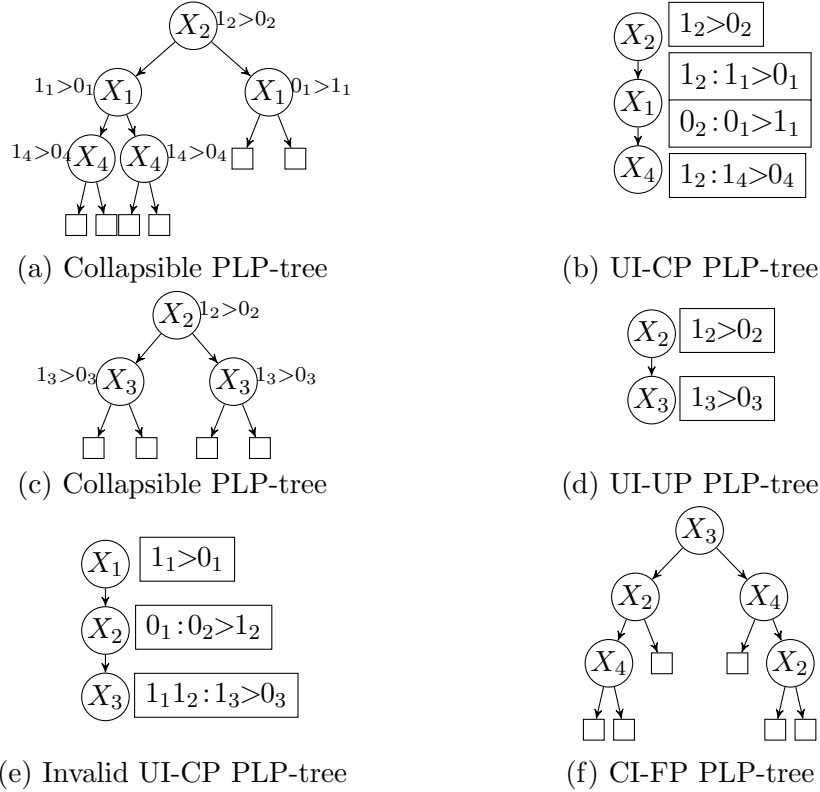 X₂ 1₂>0₂
1₁>0₁ X₁ X₁ 0₁>1₁
1₄>0₄ X₄ X₄ 1₄>0₄
(a) Collapsible PLP-tree
X₂ 1₂>0₂
X₁ 1₂:1₁>0₁
0₂:0₁>1₁
X₄ 1₂:1₄>0₄
(b) UI-CP PLP-tree
X₂ 1₂>0₂
1₃>0₃ X₃ X₃ 1₃>0₃
(c) Collapsible PLP-tree
X₂ 1₂>0₂
X₃ 1₃>0₃
(d) UI-UP PLP-tree
X₁ 1₁>0₁
X₂ 0₁:0₂>1₂
X₃ 1₁1₂:1₃>0₃
(e) Invalid UI-CP PLP-tree
X₃
X₂ X₄
X₄ X₂
(f) CI-FP PLP-tree